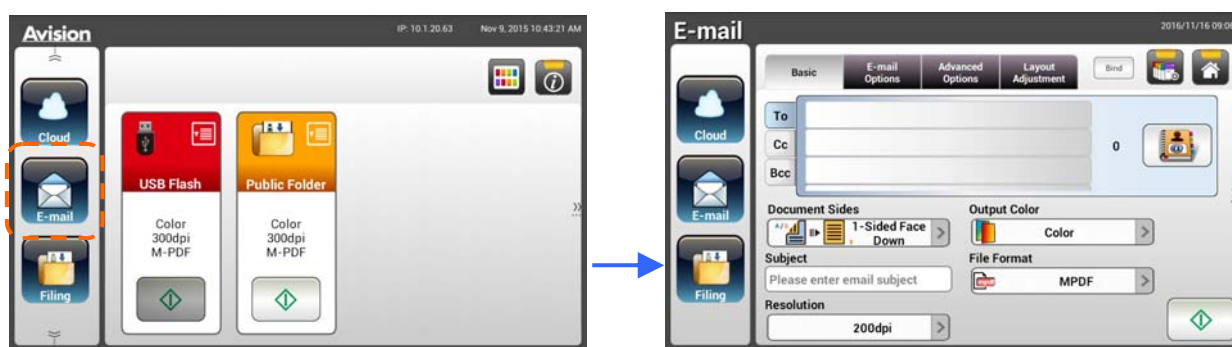 Avision
IP: 10.1.20.63
Nov 9, 2015 10:43:21 AM
Cloud
E-mail
Filing
USB Flash
Color
300dpi
M-PDF
Public Folder
Color
300dpi
M-PDF
E-mail
2016/11/16 09:06
Cloud
E-mail
Filing
Basic
E-mail
Options
Advanced
Options
Layout
Adjustment
Bind
To
Cc
Bcc
0
Document Sides
1-Sided Face
Down
Output Color
Color
Subject
Please enter email subject
File Format
MPDF
Resolution
200dpi